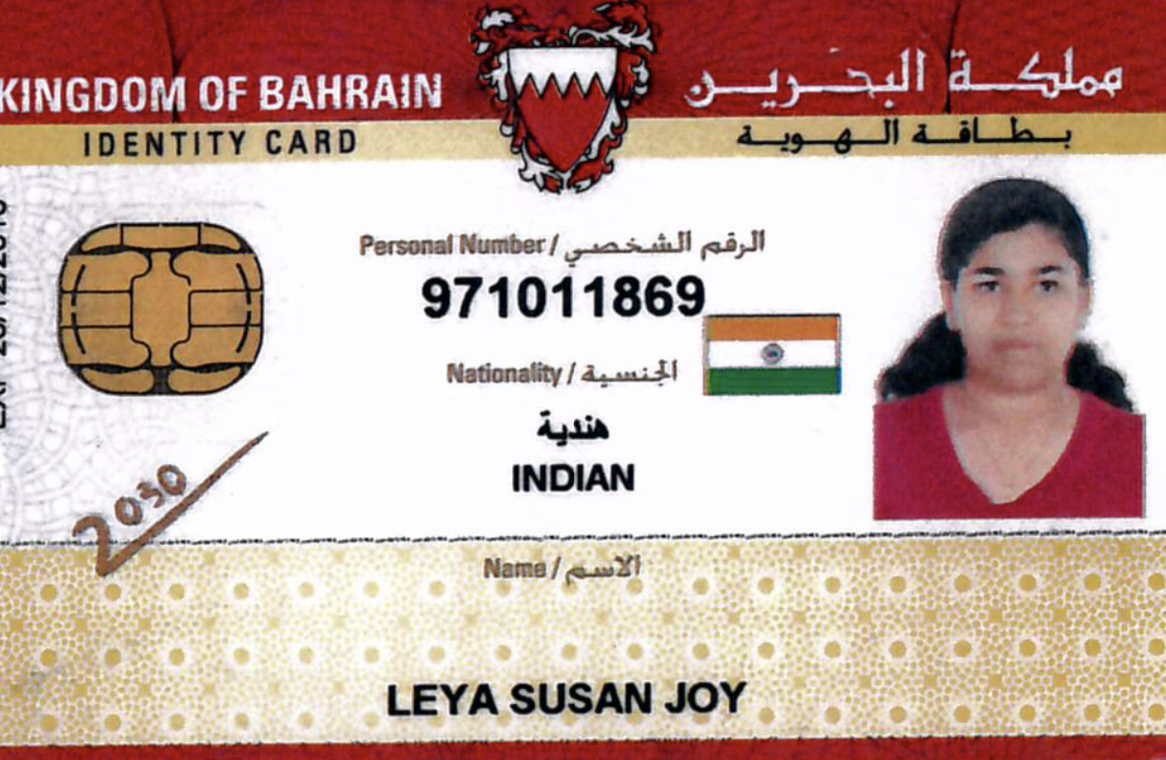 KINGDOM OF BAHRAIN
مملكة البحرين
IDENTITY CARD
بطاقة الهوية
Personal Number / الرقم الشخصي
971011869
Nationality / الجنسية
هندية
INDIAN
2030
Name / الاسم
LEYA SUSAN JOY